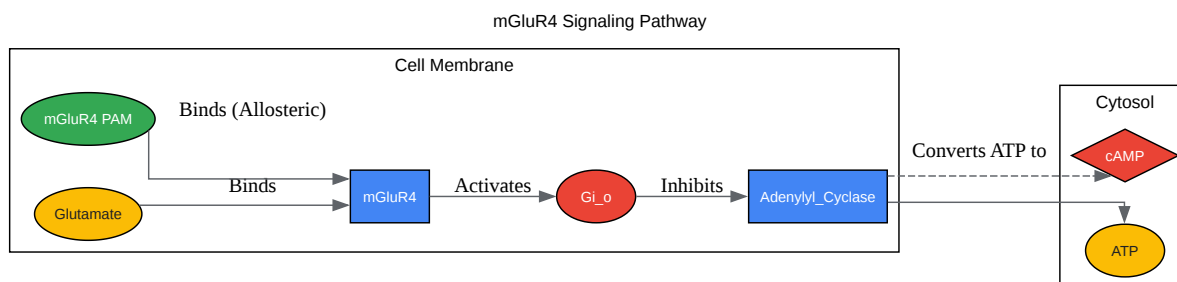 mGluR4 Signaling Pathway
Cell Membrane
Cytosol
mGluR4 PAM
Binds (Allosteric)
Converts ATP to
cAMP
Binds
Glutamate
mGluR4
Activates
Gi_o
Inhibits
Adenylyl_Cyclase
ATP